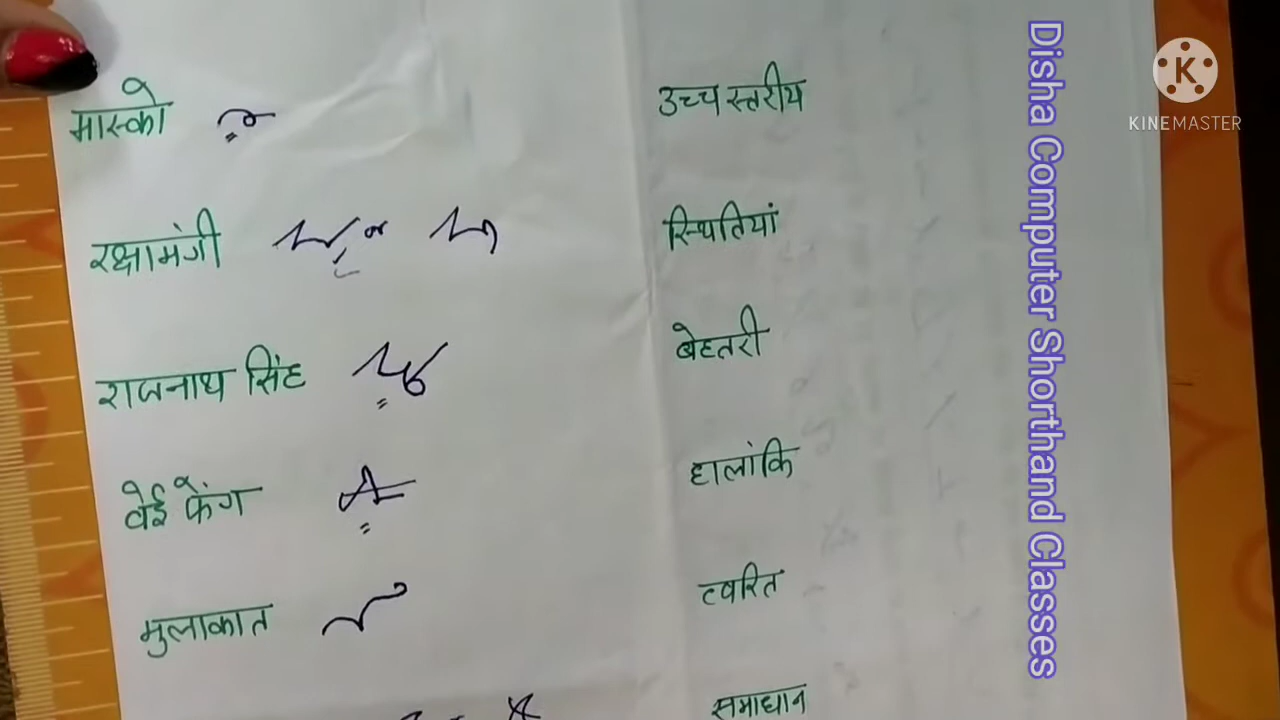 मास्को
रक्षामंत्री
राजनाथ सिंह
वेई फेंग
मुलाकात
उच्च स्तरीय
स्थितियां
बेहतरी
हालांकि
त्वरित
समाधान
Disha Computer Shorthand Classes
K
KINEMASTER